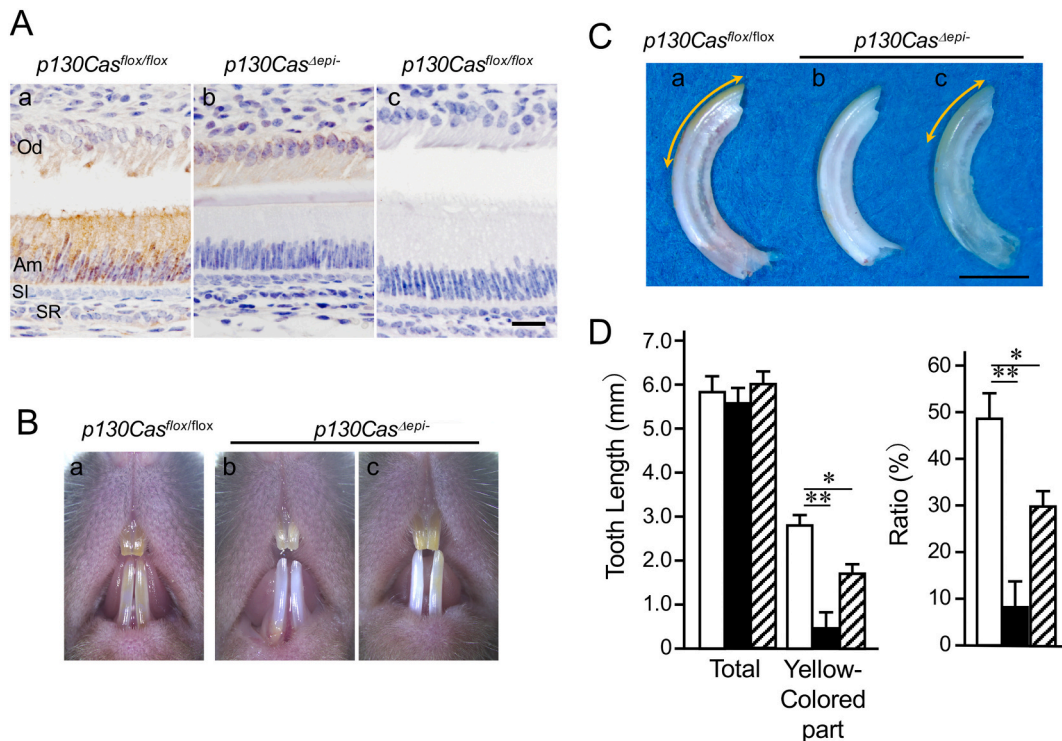 A
p130Cas^flox/flox p130Cas^Δepi- p130Cas^flox/flox
a b c
Od
Am
SI
SR
B
p130Cas^flox/flox p130Cas^Δepi-
a b c
C
p130Cas^flox/flox p130Cas^Δepi-
a b c
D
Tooth Length (mm)
7.0
6.0
5.0
4.0
3.0
2.0
1.0
0
*
**
Total Yellow-
Colored
part
Ratio (%)
60
50
40
30
20
10
0
*
**